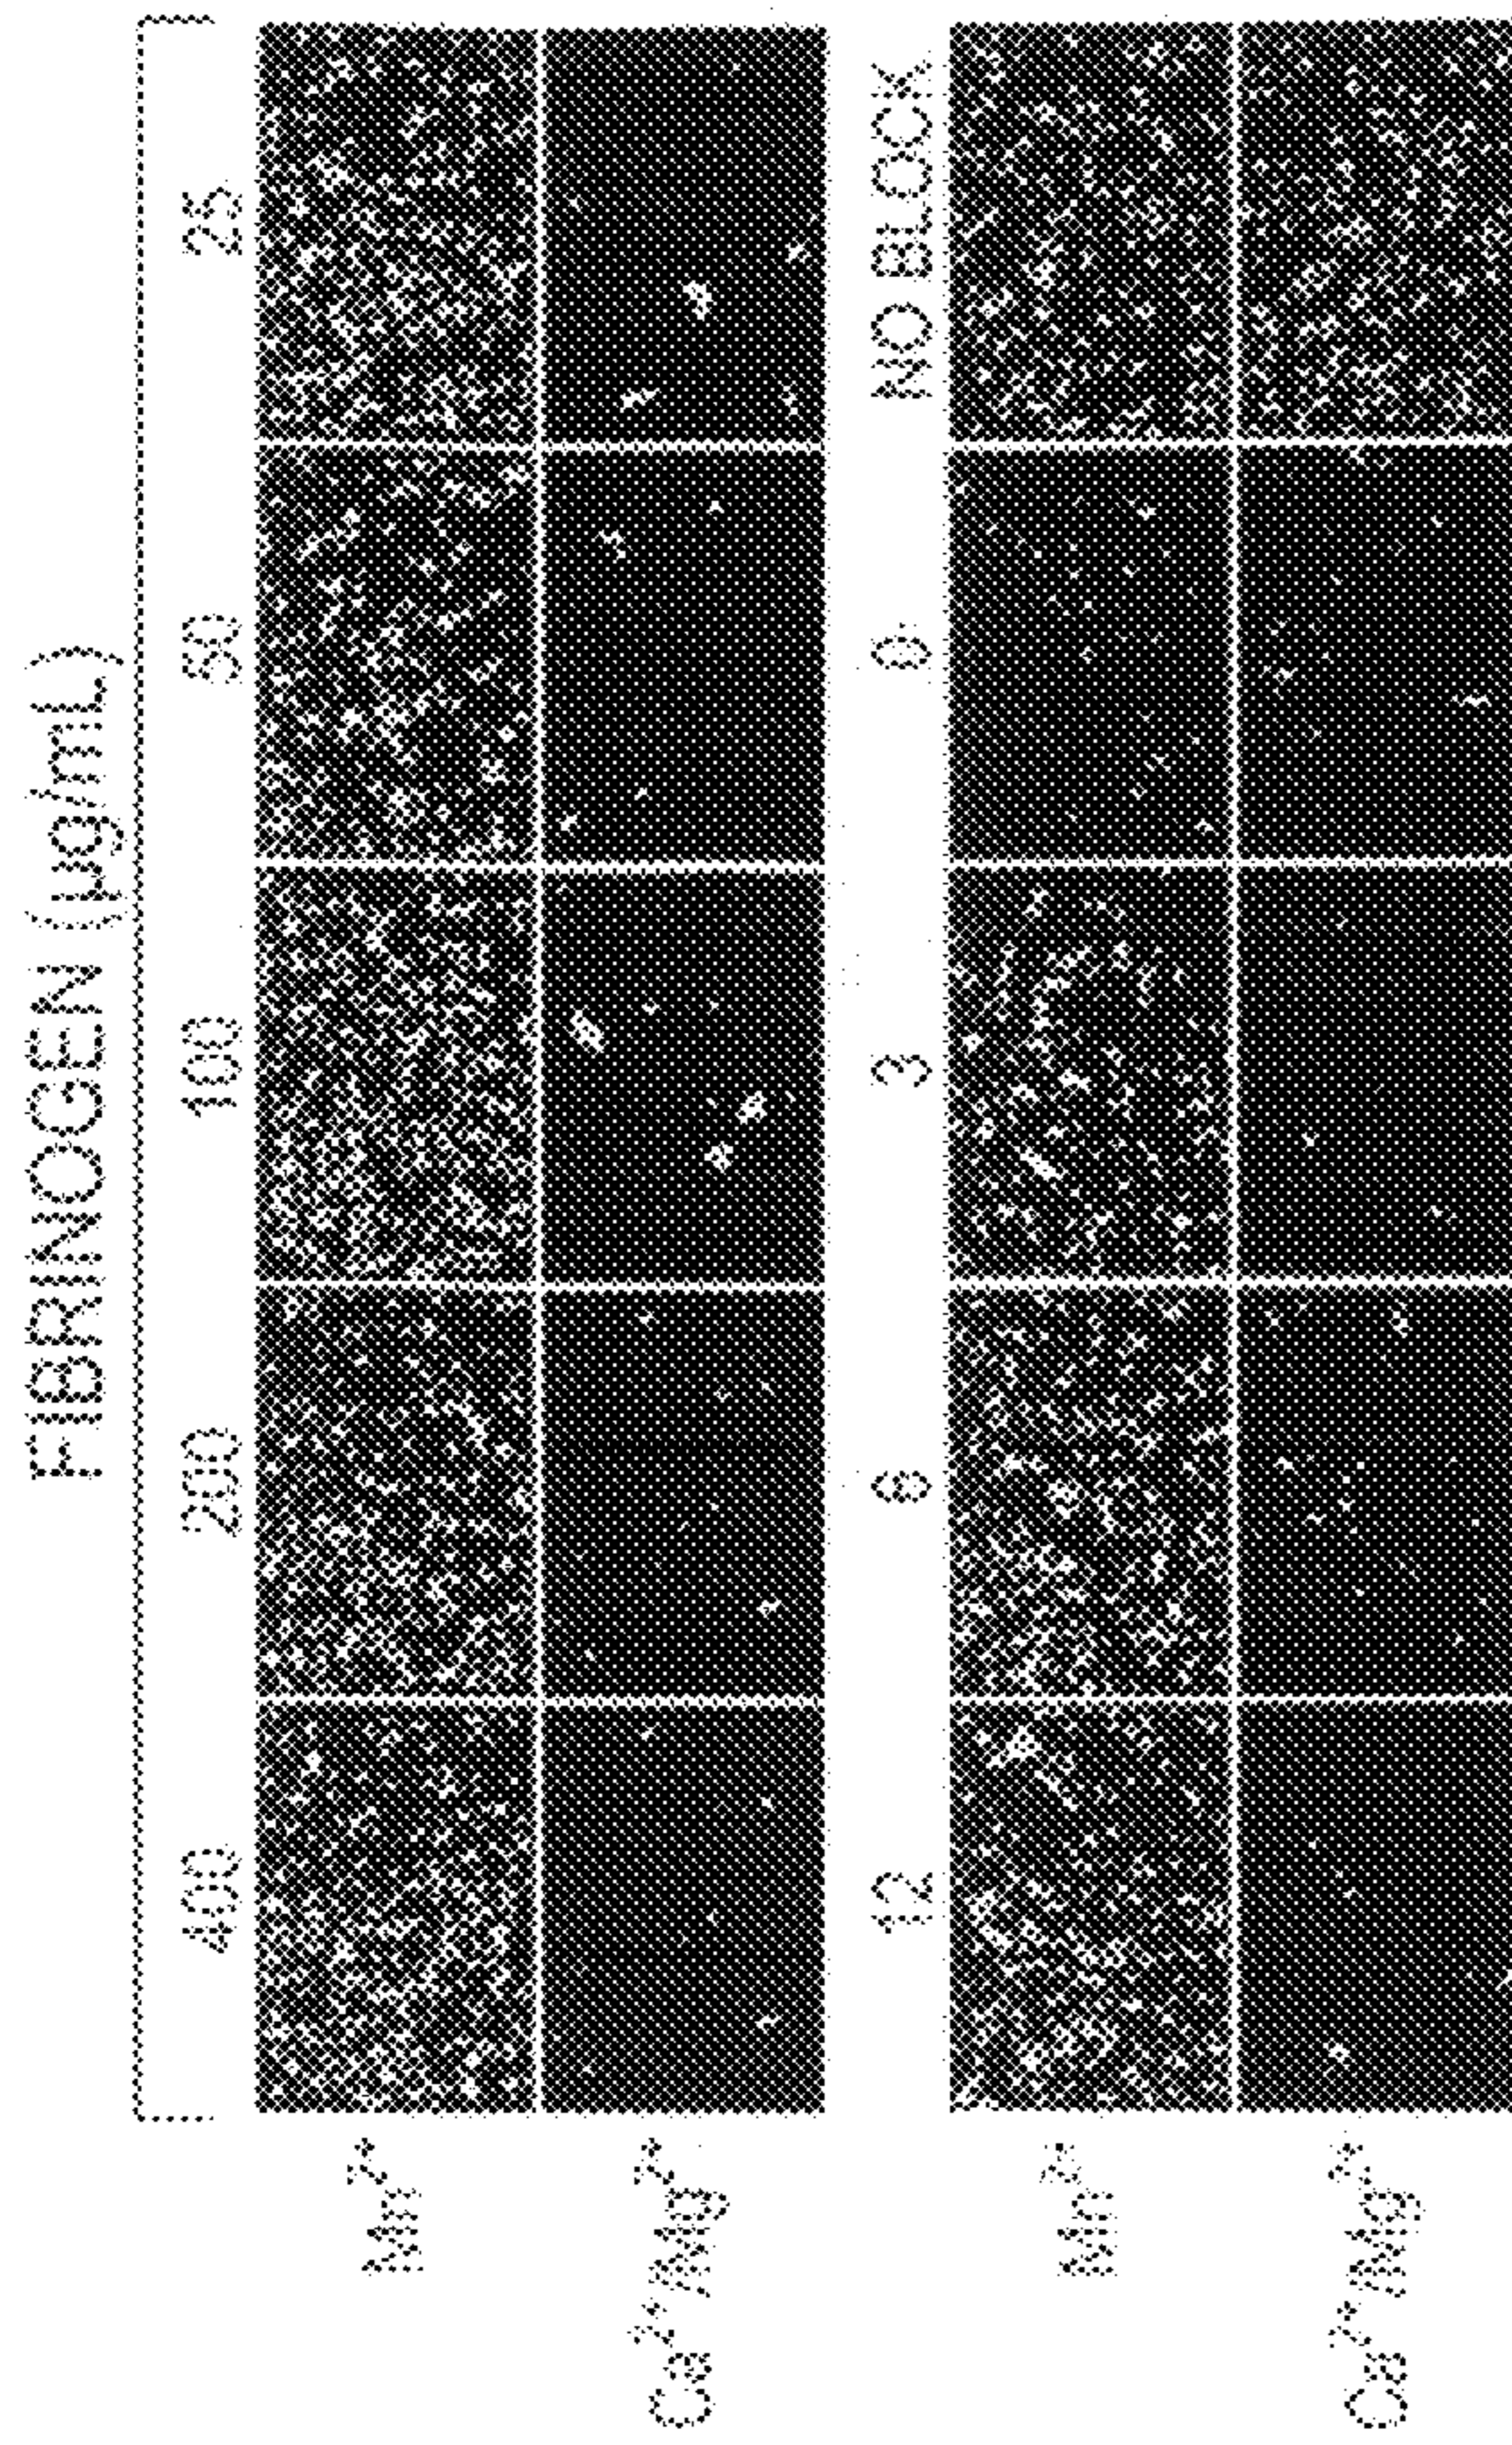 FIBRINOGEN (µg/mL)
400 200 100 50 25
Mn²⁺
Ca²⁺/Mg²⁺
12 6 3 0 NO BLOCK
Mn²⁺
Ca²⁺/Mg²⁺